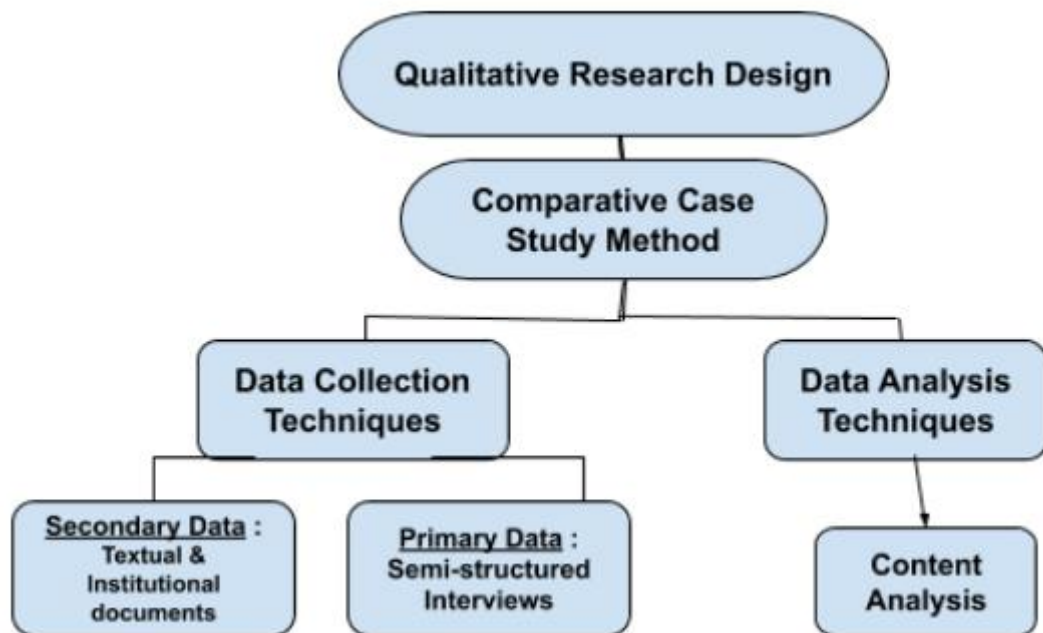 Qualitative Research Design
Comparative Case
Study Method
Data Collection
Techniques
Data Analysis
Techniques
Secondary Data :
Textual &
Institutional
documents
Primary Data :
Semi-structured
Interviews
Content
Analysis